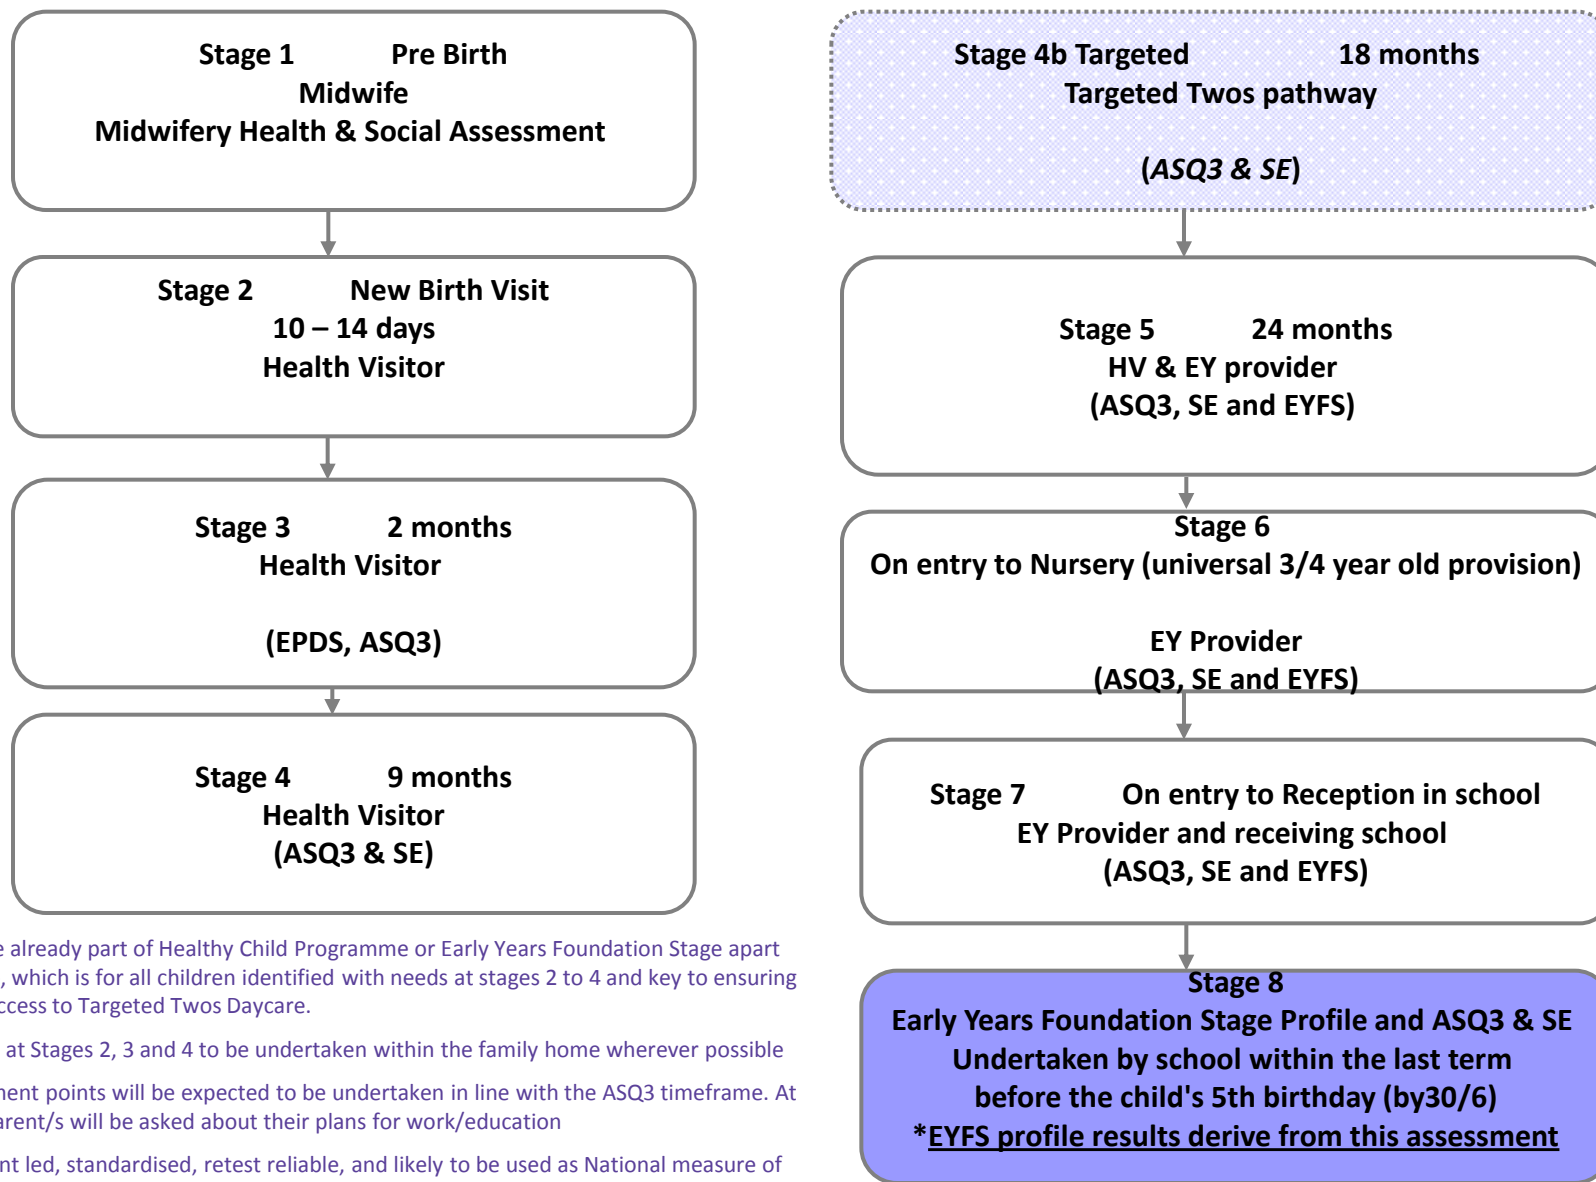 Stage 1 Pre Birth
Midwife
Midwifery Health & Social Assessment
Stage 2 New Birth Visit
10 – 14 days
Health Visitor
Stage 3 2 months
Health Visitor
(EPDS, ASQ3)
Stage 4 9 months
Health Visitor
(ASQ3 & SE)
already part of Healthy Child Programme or Early Years Foundation Stage apart
, which is for all children identified with needs at stages 2 to 4 and key to ensuring
to Targeted Twos Daycare.
at Stages 2, 3 and 4 to be undertaken within the family home wherever possible
points will be expected to be undertaken in line with the ASQ3 timeframe. At
will be asked about their plans for work/education
led, standardised, retest reliable, and likely to be used as National measure of
Stage 4b Targeted 18 months
Targeted Twos pathway
(ASQ3 & SE)
Stage 5 24 months
HV & EY provider
(ASQ3, SE and EYFS)
Stage 6
On entry to Nursery (universal 3/4 year old provision)
EY Provider
(ASQ3, SE and EYFS)
Stage 7 On entry to Reception in school
EY Provider and receiving school
(ASQ3, SE and EYFS)
Stage 8
Early Years Foundation Stage Profile and ASQ3 & SE
Undertaken by school within the last term
before the child's 5th birthday (by30/6)
*EYFS profile results derive from this assessment